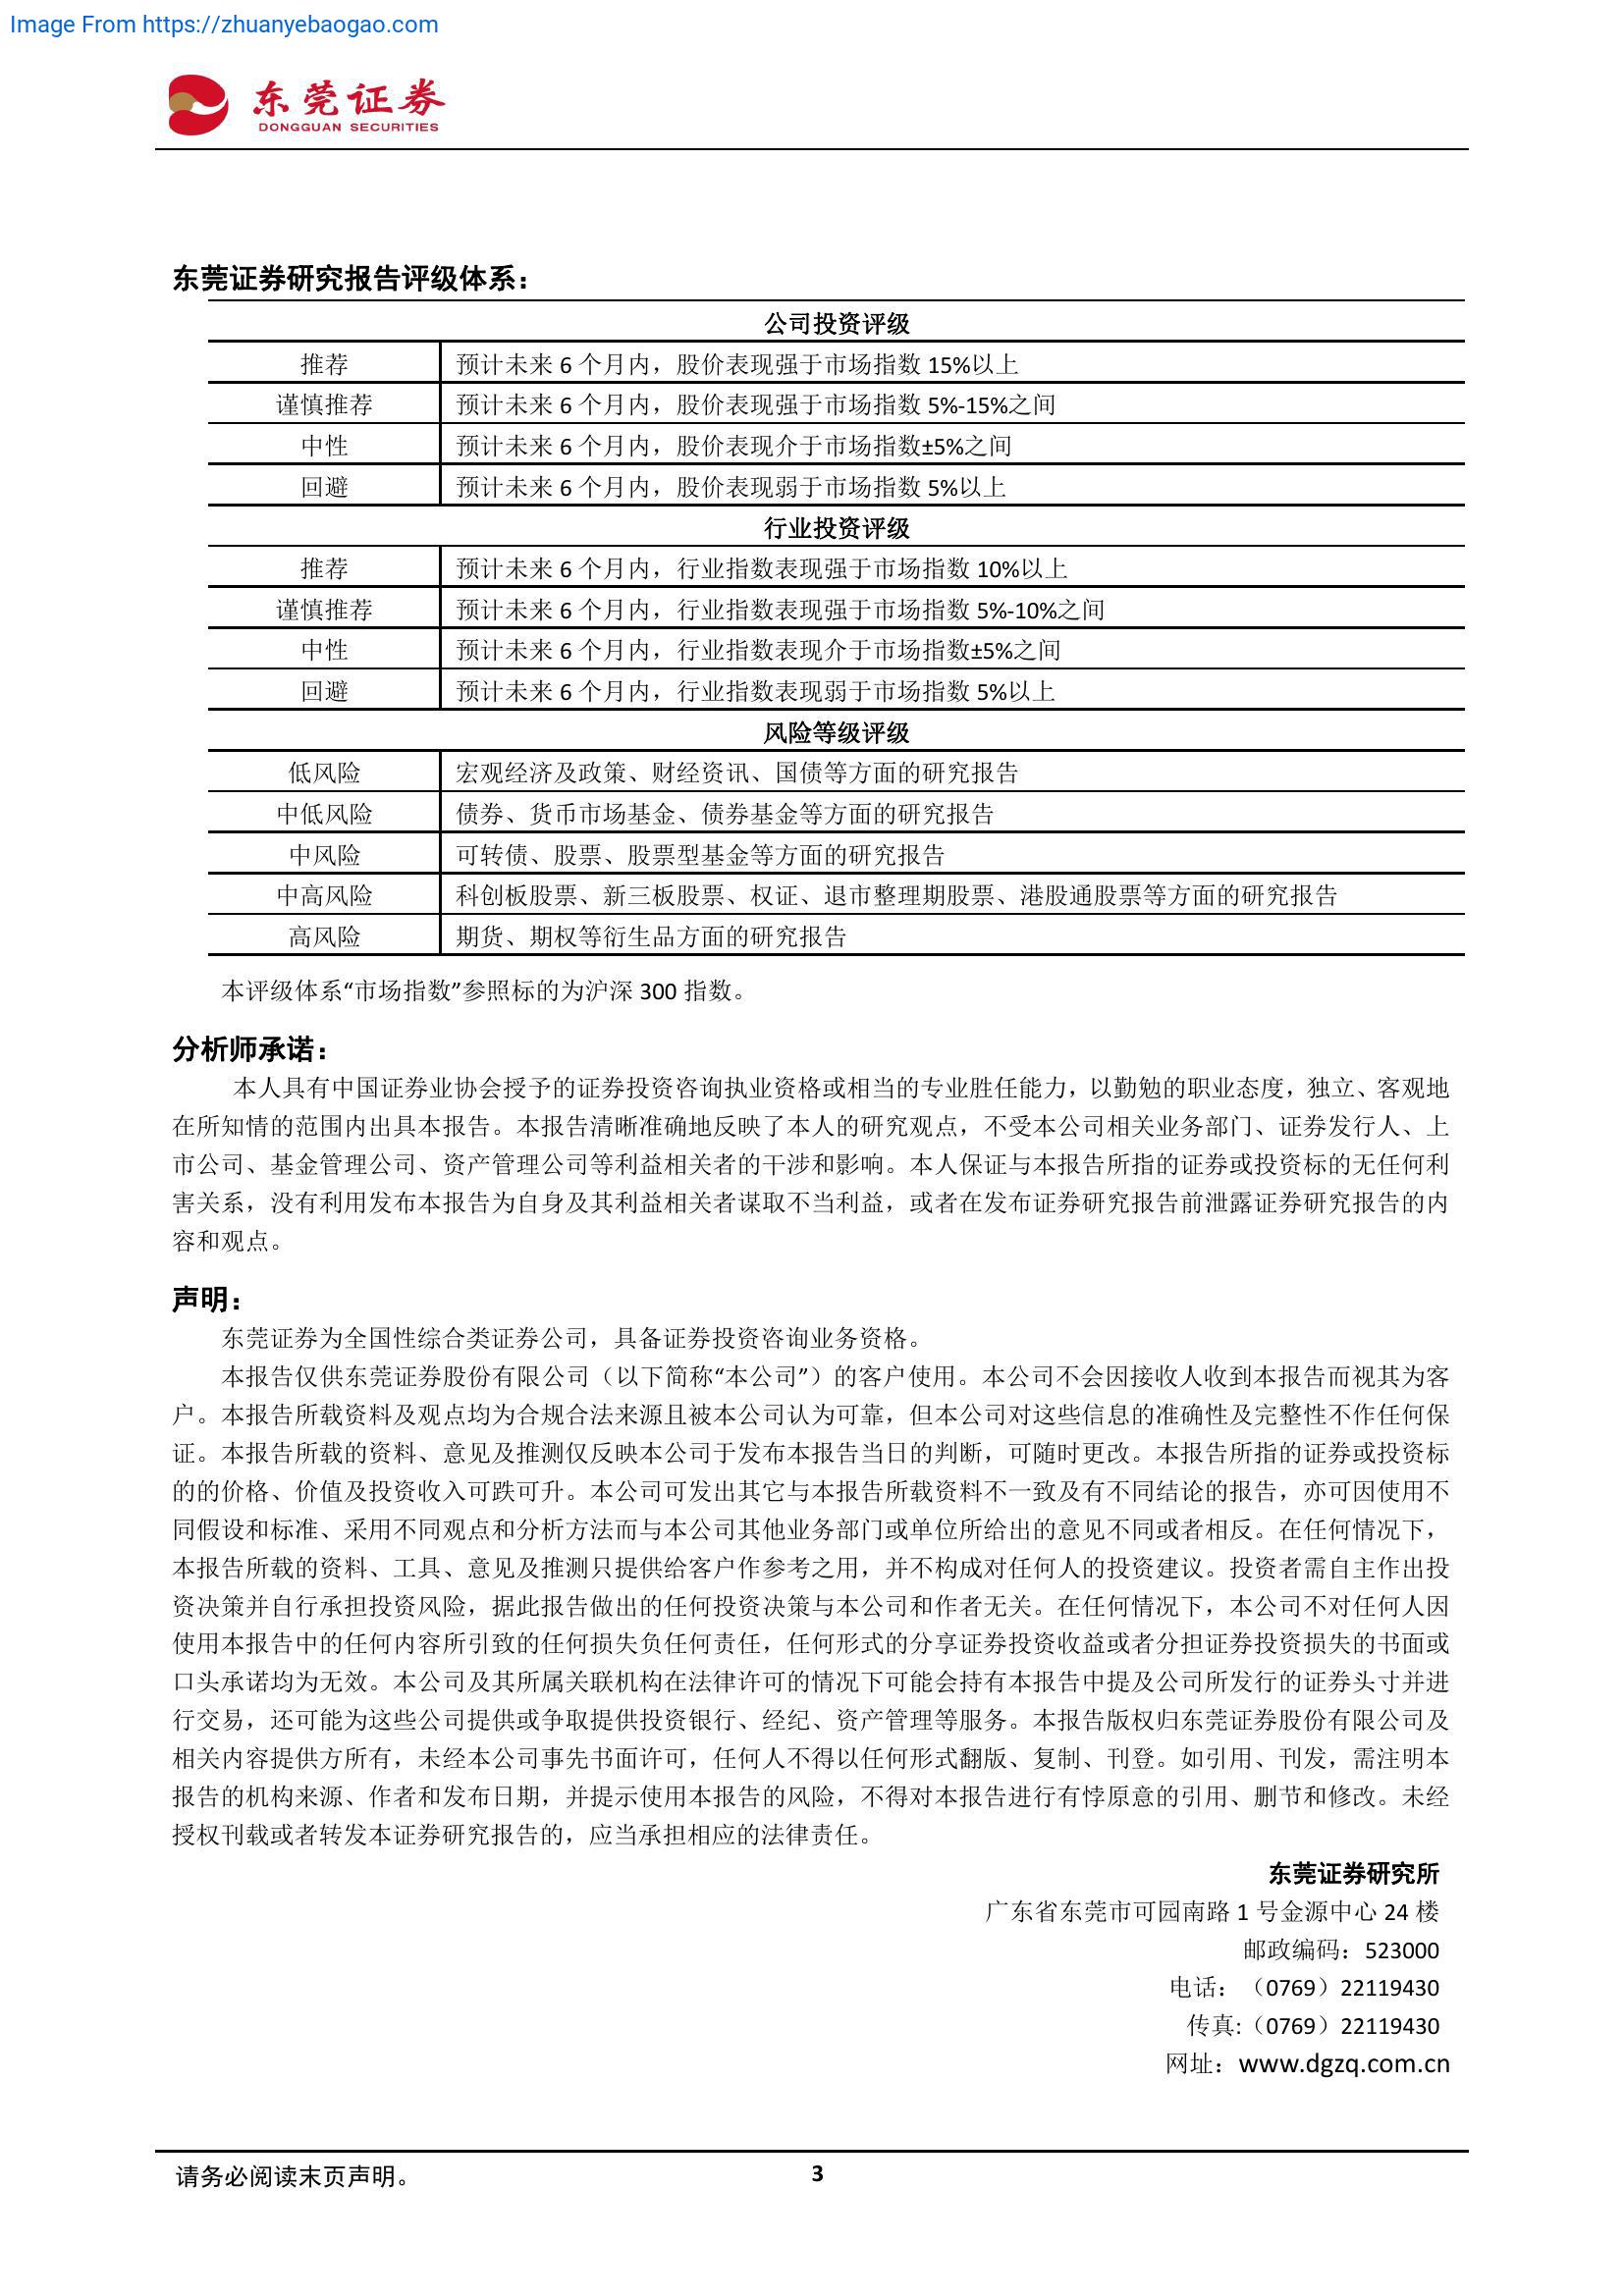 Image From https://zhuanyebaogao.com
东莞证券
DONGGUAN SECURITIES
东莞证券研究报告评级体系：
公司投资评级
推荐 预计未来 6 个月内，股价表现强于市场指数 15%以上
谨慎推荐 预计未来 6 个月内，股价表现强于市场指数 5%-15%之间
中性 预计未来 6 个月内，股价表现介于市场指数±5%之间
回避 预计未来 6 个月内，股价表现弱于市场指数 5%以上
行业投资评级
推荐 预计未来 6 个月内，行业指数表现强于市场指数 10%以上
谨慎推荐 预计未来 6 个月内，行业指数表现强于市场指数 5%-10%之间
中性 预计未来 6 个月内，行业指数表现介于市场指数±5%之间
回避 预计未来 6 个月内，行业指数表现弱于市场指数 5%以上
风险等级评级
低风险 宏观经济及政策、财经资讯、国债等方面的研究报告
中低风险 债券、货币市场基金、债券基金等方面的研究报告
中风险 可转债、股票、股票型基金等方面的研究报告
中高风险 科创板股票、新三板股票、权证、退市整理期股票、港股通股票等方面的研究报告
高风险 期货、期权等衍生品方面的研究报告
本评级体系“市场指数”参照标的为沪深 300 指数。
分析师承诺：
本人具有中国证券业协会授予的证券投资咨询执业资格或相当的专业胜任能力，以勤勉的职业态度，独立、客观地
在所知情的范围内出具本报告。本报告清晰准确地反映了本人的研究观点，不受本公司相关业务部门、证券发行人、上
市公司、基金管理公司、资产管理公司等利益相关者的干涉和影响。本人保证与本报告所指的证券或投资标的无任何利
害关系，没有利用发布本报告为自身及其利益相关者谋取不当利益，或者在发布证券研究报告前泄露证券研究报告的内
容和观点。
声明：
东莞证券为全国性综合类证券公司，具备证券投资咨询业务资格。
本报告仅供东莞证券股份有限公司（以下简称“本公司”）的客户使用。本公司不会因接收人收到本报告而视其为客
户。本报告所载资料及观点均为合规合法来源且被本公司认为可靠，但本公司对这些信息的准确性及完整性不作任何保
证。本报告所载的资料、意见及推测仅反映本公司于发布本报告当日的判断，可随时更改。本报告所指的证券或投资标
的的价格、价值及投资收入可跌可升。本公司可发出其它与本报告所载资料不一致及有不同结论的报告，亦可因使用不
同假设和标准、采用不同观点和分析方法而与本公司其他业务部门或单位所给出的意见不同或者相反。在任何情况下，
本报告所载的资料、工具、意见及推测只提供给客户作参考之用，并不构成对任何人的投资建议。投资者需自主作出投
资决策并自行承担投资风险，据此报告做出的任何投资决策与本公司和作者无关。在任何情况下，本公司不对任何人因
使用本报告中的任何内容所引致的任何损失负任何责任，任何形式的分享证券投资收益或者分担证券投资损失的书面或
口头承诺均为无效。本公司及其所属关联机构在法律许可的情况下可能会持有本报告中提及公司所发行的证券头寸并进
行交易，还可能为这些公司提供或争取提供投资银行、经纪、资产管理等服务。本报告版权归东莞证券股份有限公司及
相关内容提供方所有，未经本公司事先书面许可，任何人不得以任何形式翻版、复制、刊登。如引用、刊发，需注明本
报告的机构来源、作者和发布日期，并提示使用本报告的风险，不得对本报告进行有悖原意的引用、删节和修改。未经
授权刊载或者转发本证券研究报告的，应当承担相应的法律责任。
东莞证券研究所
广东省东莞市可园南路 1 号金源中心 24 楼
邮政编码：523000
电话：（0769）22119430
传真:（0769）22119430
网址：www.dgzq.com.cn
请务必阅读末页声明。
3